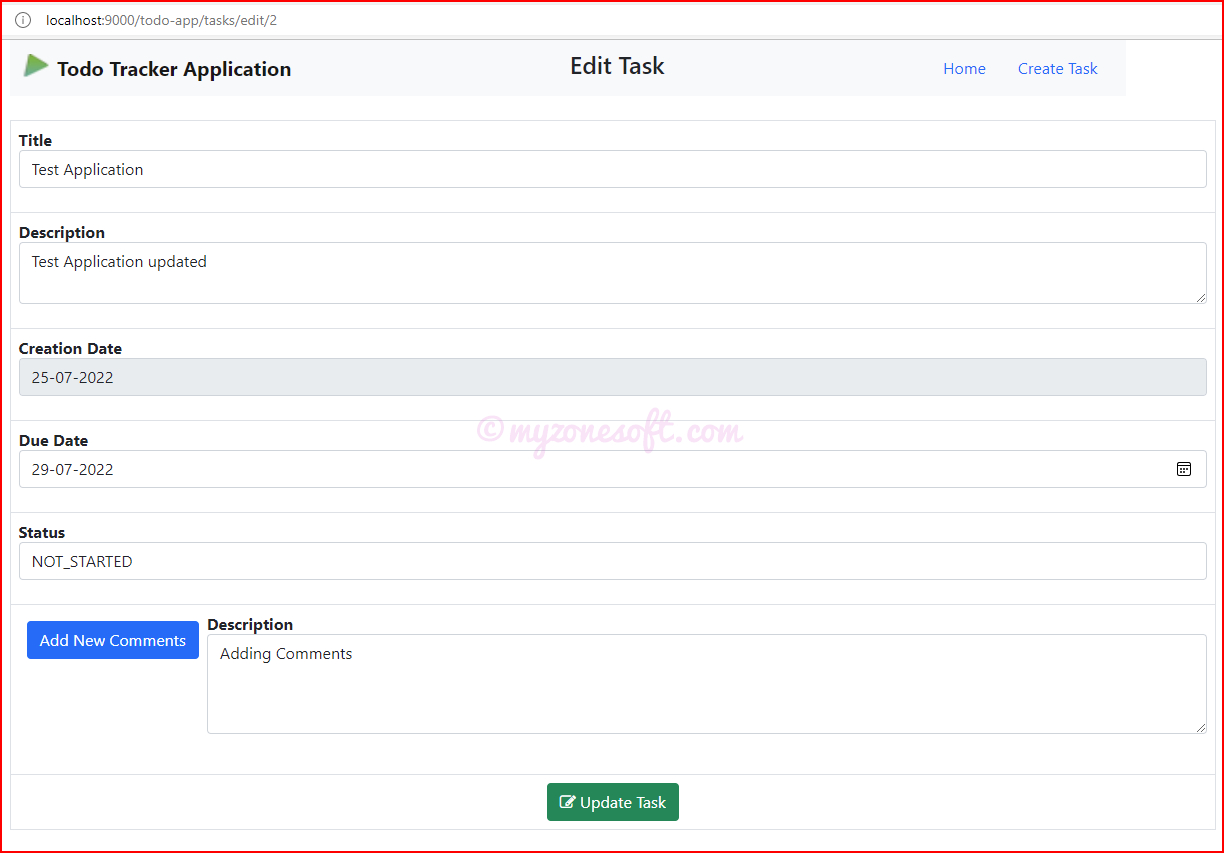 localhost:9000/todo-app/tasks/edit/2
Todo Tracker Application
Edit Task
Home
Create Task
Title
Test Application
Description
Test Application updated
Creation Date
25-07-2022
© myzonesoft.com
Due Date
29-07-2022
Status
NOT_STARTED
Add New Comments
Description
Adding Comments
Update Task